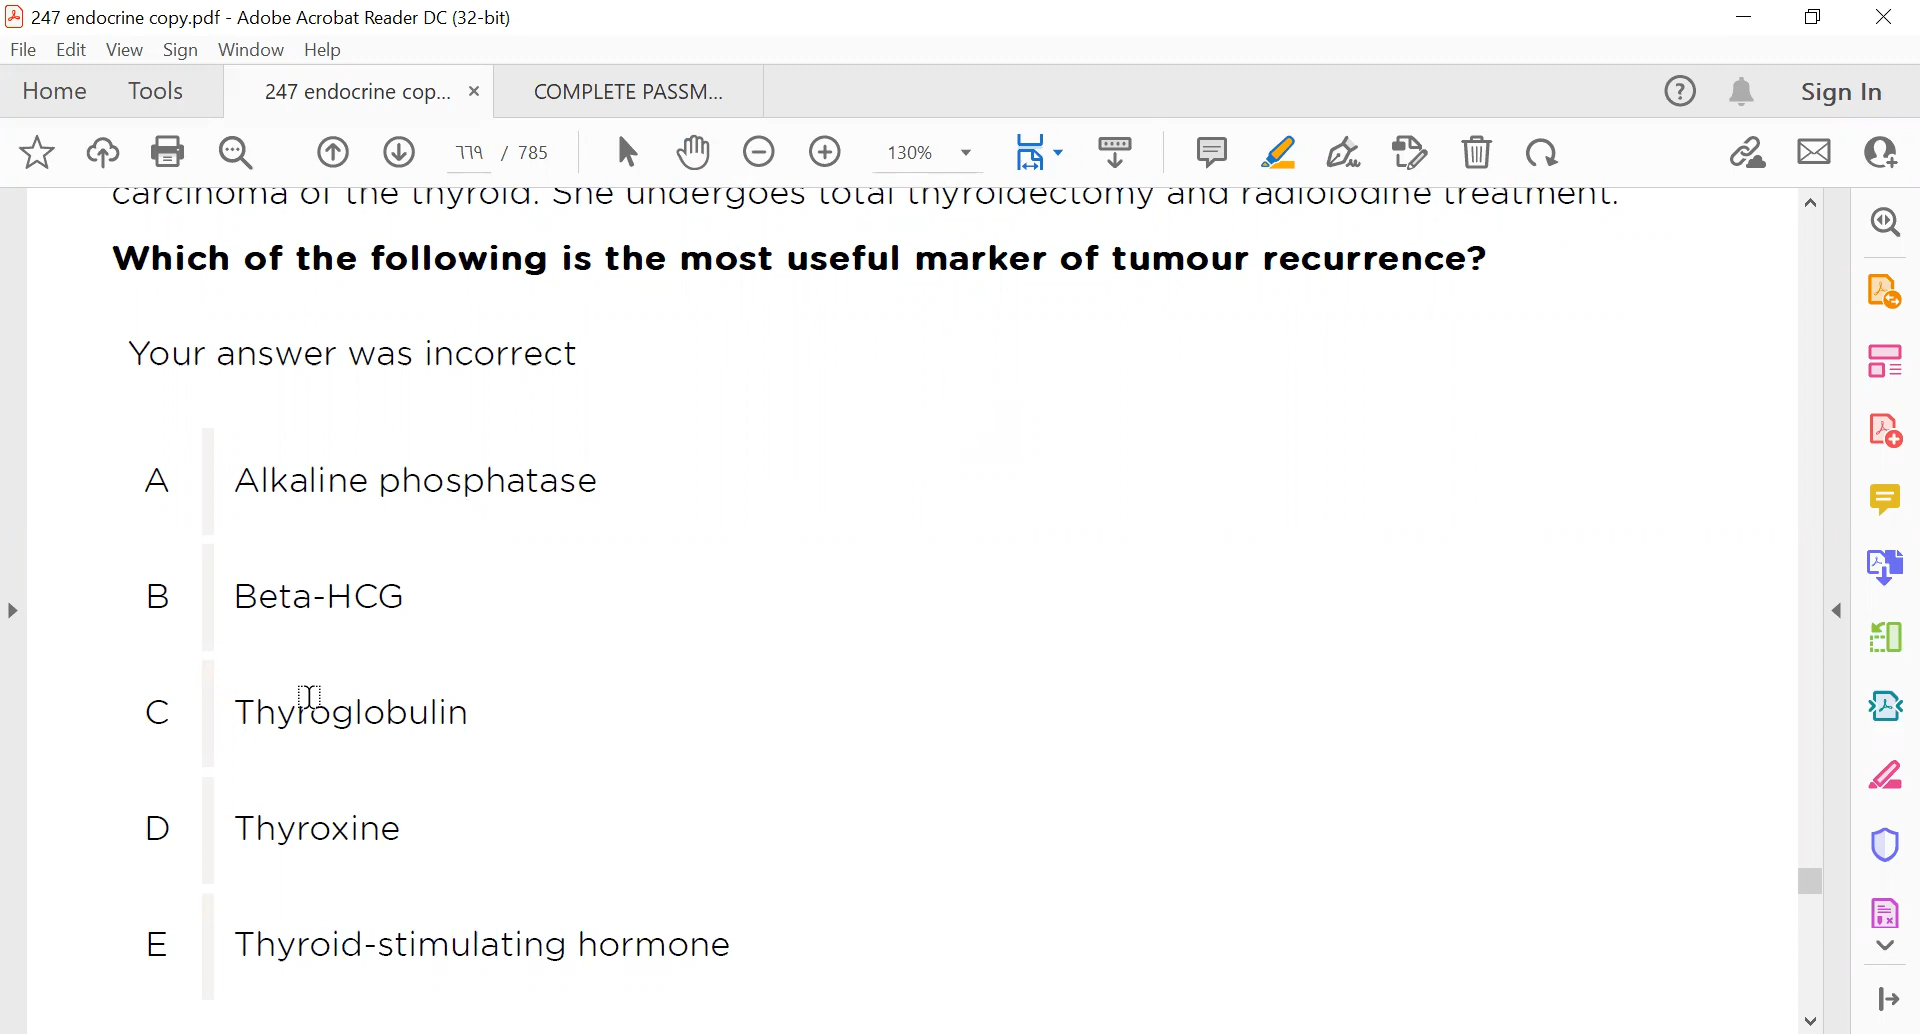 247 endocrine copy.pdf - Adobe Acrobat Reader DC (32-bit)
File Edit View Sign Window Help
Home Tools 247 endocrine cop... × COMPLETE PASSM... Sign In
٦٦٩ / 785 130%
carcinoma of the thyroid. She undergoes total thyroidectomy and radioiodine treatment.
Which of the following is the most useful marker of tumour recurrence?
Your answer was incorrect
A Alkaline phosphatase
B Beta-HCG
C Thyroglobulin
D Thyroxine
E Thyroid-stimulating hormone